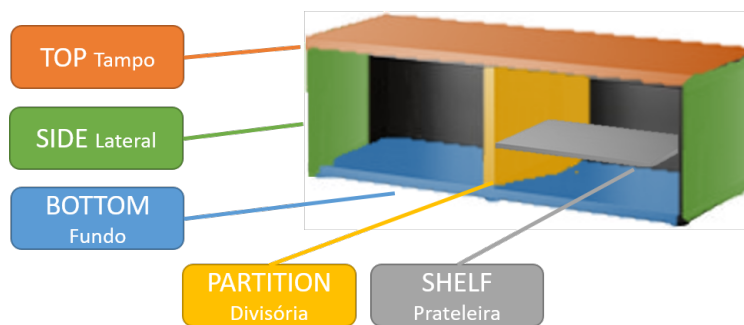 TOP Tampo
SIDE Lateral
BOTTOM
Fundo
PARTITION
Divisória
SHELF
Prateleira